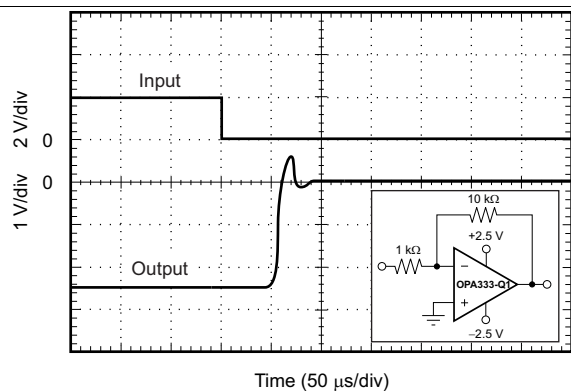 Input
2 V/div
0
0
1 V/div
Output
10 kΩ
+2.5 V
1 kΩ
−
OPA333-Q1
+
−2.5 V
Time (50 μs/div)